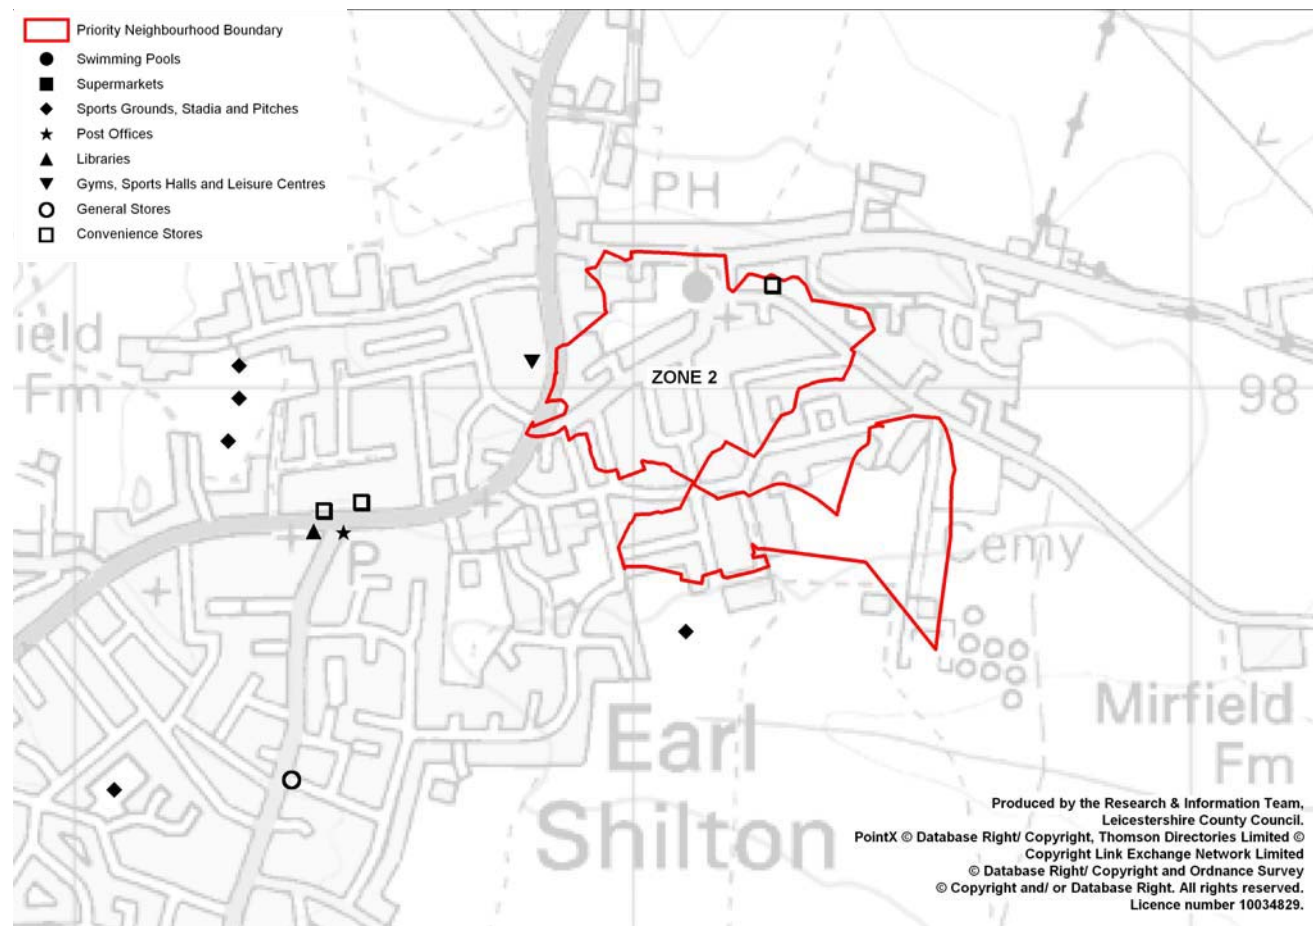 Priority Neighbourhood Boundary
Swimming Pools
Supermarkets
Sports Grounds, Stadia and Pitches
Post Offices
Libraries
Gyms, Sports Halls and Leisure Centres
General Stores
Convenience Stores
PH
ield
Fm
ZONE 2
98
P
Cemy
Earl
Shilton
Mirfield
Fm
Produced by the Research & Information Team,
Leicestershire County Council.
PointX © Database Right/ Copyright, Thomson Directories Limited ©
Copyright Link Exchange Network Limited
© Database Right/ Copyright and Ordnance Survey
© Copyright and/ or Database Right. All rights reserved.
Licence number 10034829.